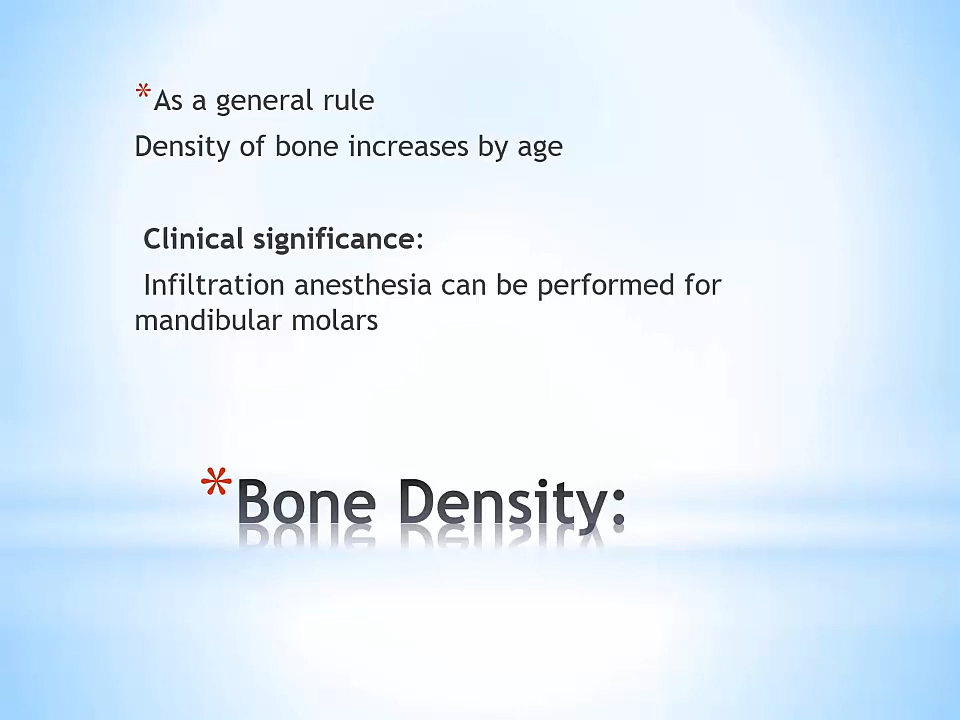 *As a general rule
Density of bone increases by age
Clinical significance:
Infiltration anesthesia can be performed for
mandibular molars
*Bone Density: